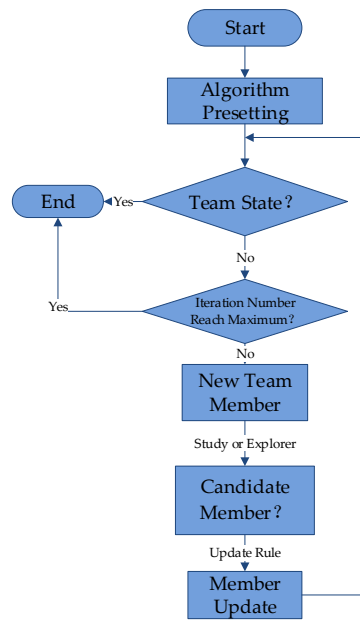 Start
Algorithm
Presetting
End
Yes
Team State？
No
Iteration Number
Reach Maximum？
Yes
No
New Team
Member
Study or Explorer
Candidate
Member？
Update Rule
Member
Update